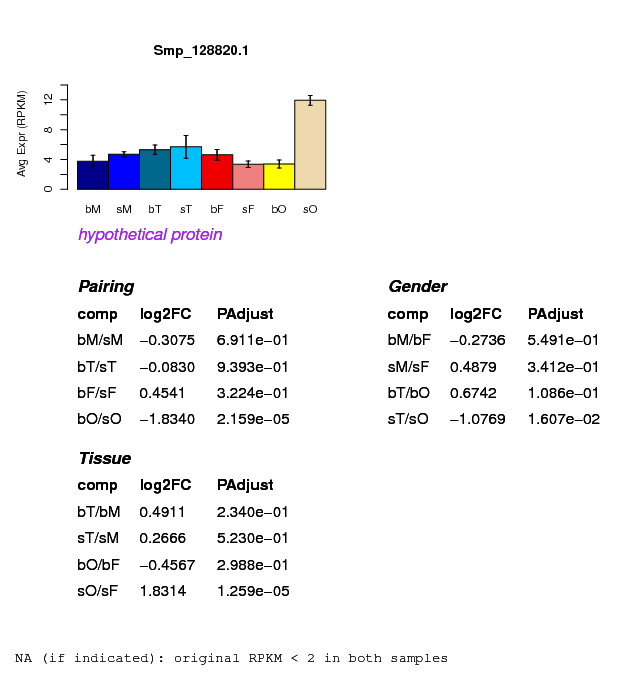 Smp_128820.1
Avg Expr (RPKM)
0 4 8 12
bM sM bT sT bF sF bO sO
hypothetical protein
Pairing
comp log2FC PAdjust
bM/sM −0.3075 6.911e−01
bT/sT −0.0830 9.393e−01
bF/sF 0.4541 3.224e−01
bO/sO −1.8340 2.159e−05
Gender
comp log2FC PAdjust
bM/bF −0.2736 5.491e−01
sM/sF 0.4879 3.412e−01
bT/bO 0.6742 1.086e−01
sT/sO −1.0769 1.607e−02
Tissue
comp log2FC PAdjust
bT/bM 0.4911 2.340e−01
sT/sM 0.2666 5.230e−01
bO/bF −0.4567 2.988e−01
sO/sF 1.8314 1.259e−05
NA (if indicated): original RPKM < 2 in both samples